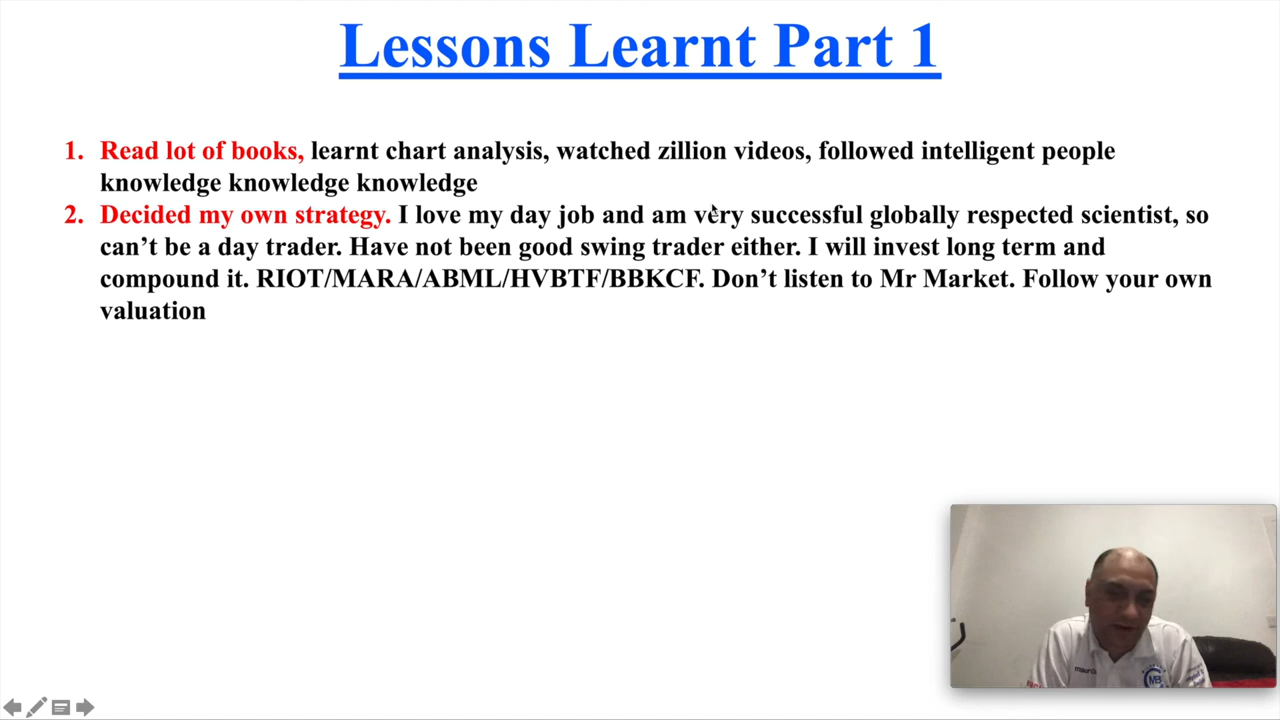 Lessons Learnt Part 1
1. Read lot of books, learnt chart analysis, watched zillion videos, followed intelligent people
knowledge knowledge knowledge
2. Decided my own strategy. I love my day job and am very successful globally respected scientist, so
can't be a day trader. Have not been good swing trader either. I will invest long term and
compound it. RIOT/MARA/ABML/HVBTF/BBKCF. Don't listen to Mr Market. Follow your own
valuation